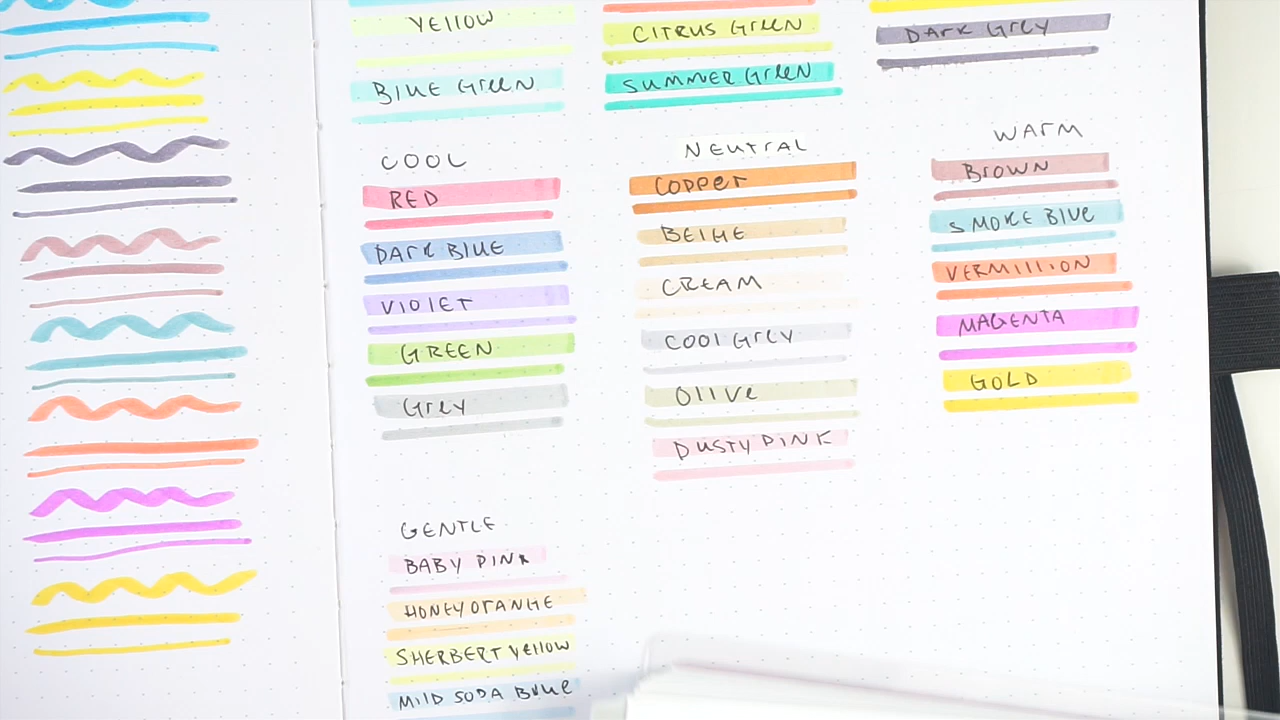 YELLOW
BLUE GREEN
CITRUS GREEN
SUMMER GREEN
DARK GREY
COOL
RED
DARK BLUE
VIOLET
GREEN
Grey
NEUTRAL
COPPER
BEIGE
CREAM
COOL GREY
OLIVE
DUSTY PINK
WARM
BROWN
SMOKE BLUE
VERMILLION
MAGENTA
GOLD
GENTLE
BABY PINK
HONEY ORANGE
SHERBERT YELLOW
MILD SODA BLUE